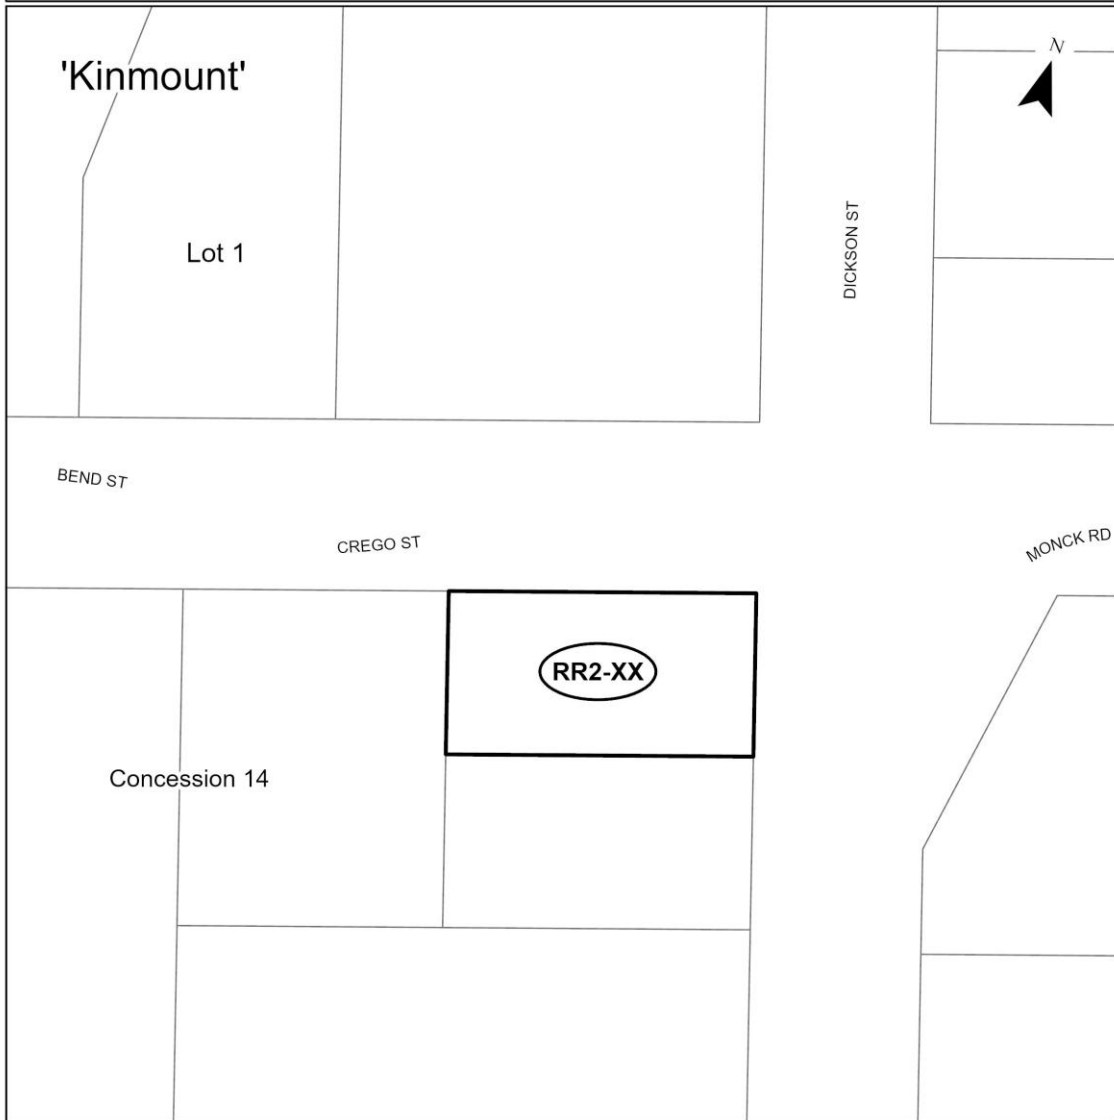 'Kinmount'
N
Lot 1
DICKSON ST
BEND ST
CREGO ST
MONCK RD
RR2-XX
Concession 14